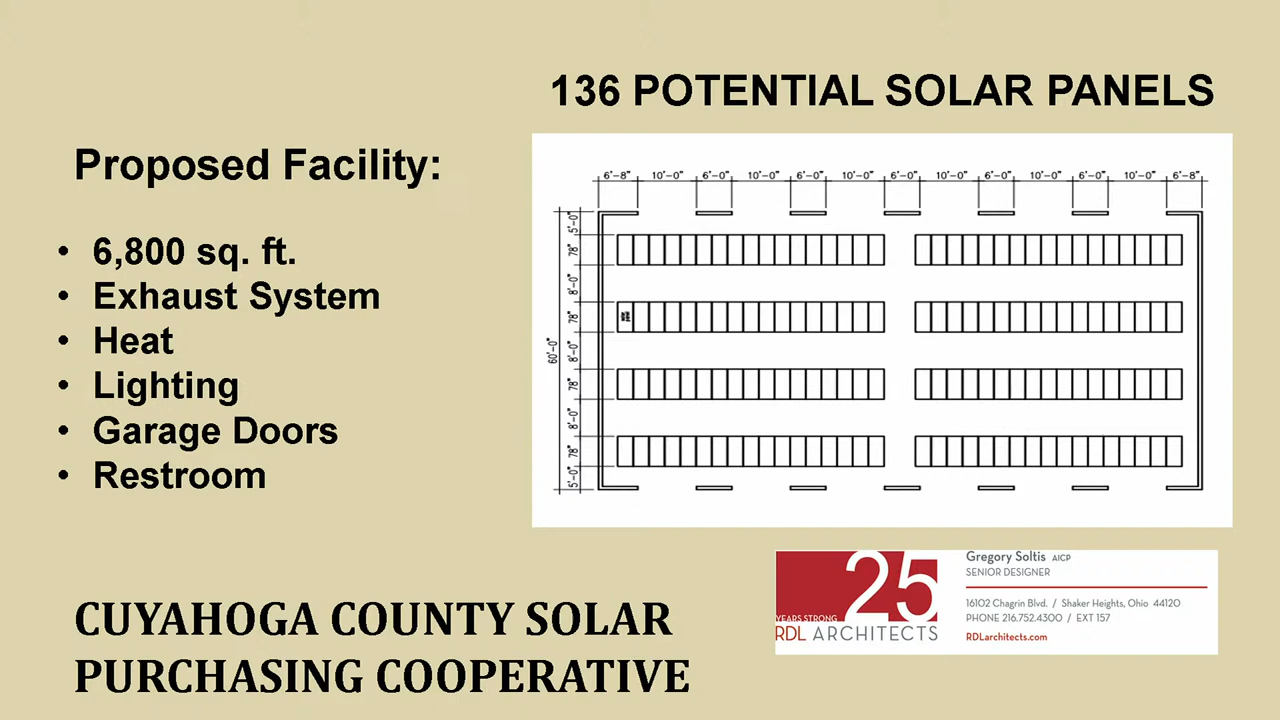 136 POTENTIAL SOLAR PANELS
Proposed Facility:
• 6,800 sq. ft.
• Exhaust System
• Heat
• Lighting
• Garage Doors
• Restroom
6'-8" 10'-0" 6'-0" 10'-0" 6'-0" 10'-0" 6'-0" 10'-0" 6'-0" 10'-0" 6'-0" 10'-0" 6'-8"
60'-0"
5'-0"
78"
8'-0"
78"
8'-0"
78"
8'-0"
78"
5'-0"
25
YEARS STRONG
RDL ARCHITECTS
Gregory Soltis AICP
SENIOR DESIGNER
16102 Chagrin Blvd. / Shaker Heights, Ohio 44120
PHONE 216.752.4300 / EXT 157
RDLarchitects.com
CUYAHOGA COUNTY SOLAR
PURCHASING COOPERATIVE